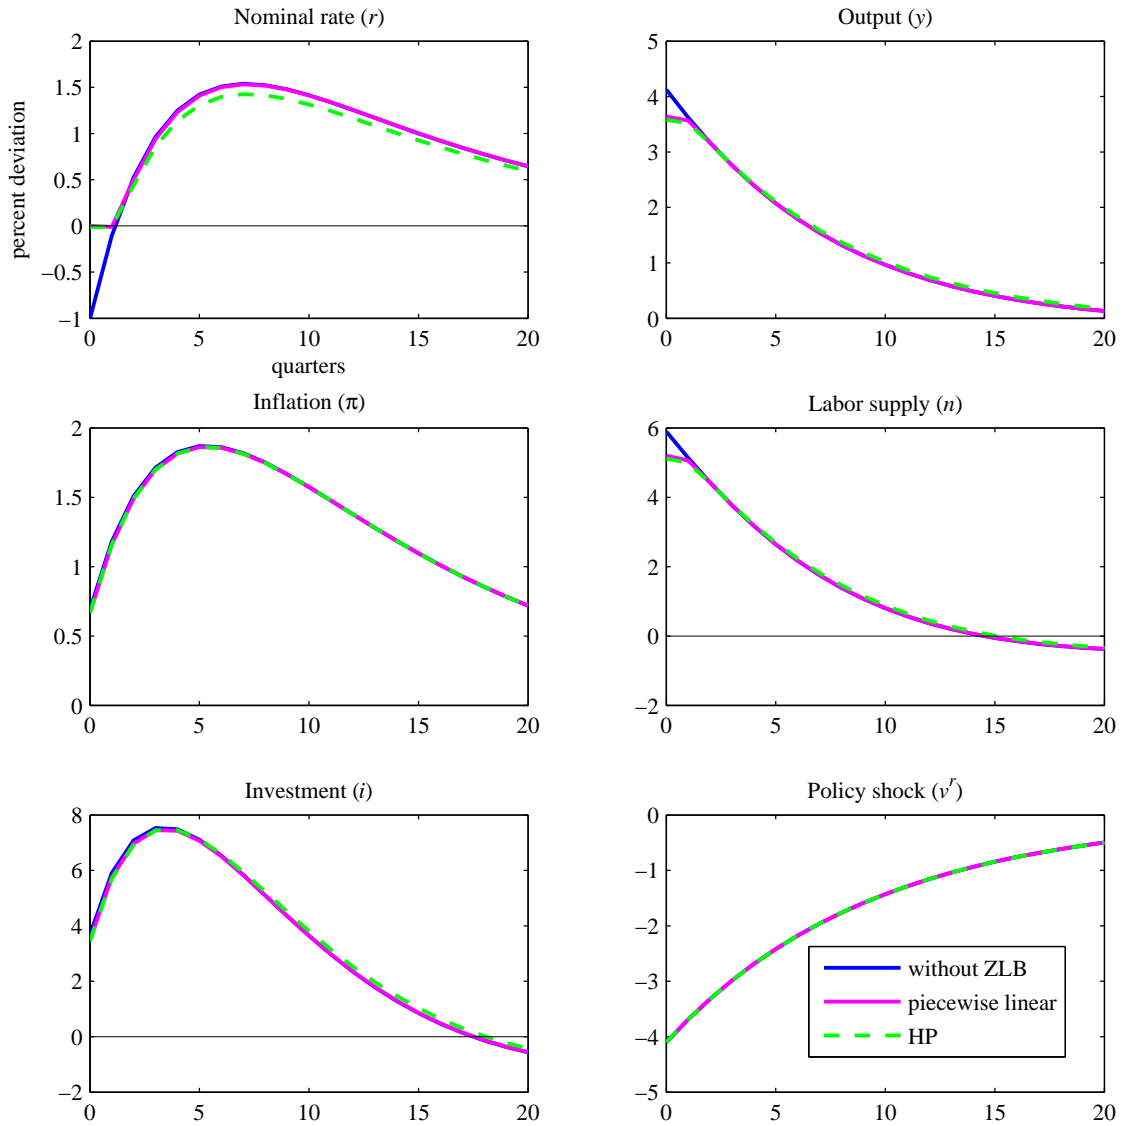 Nominal rate (r)
2
1.5
1
0.5
0
−0.5
−1
percent deviation
0 5 10 15 20
quarters
Output (y)
5
4
3
2
1
0
0 5 10 15 20
Inflation (π)
2
1.5
1
0.5
0
0 5 10 15 20
Labor supply (n)
6
4
2
0
−2
0 5 10 15 20
Investment (i)
8
6
4
2
0
−2
0 5 10 15 20
Policy shock (v^r)
0
−1
−2
−3
−4
−5
0 5 10 15 20
without ZLB
piecewise linear
HP